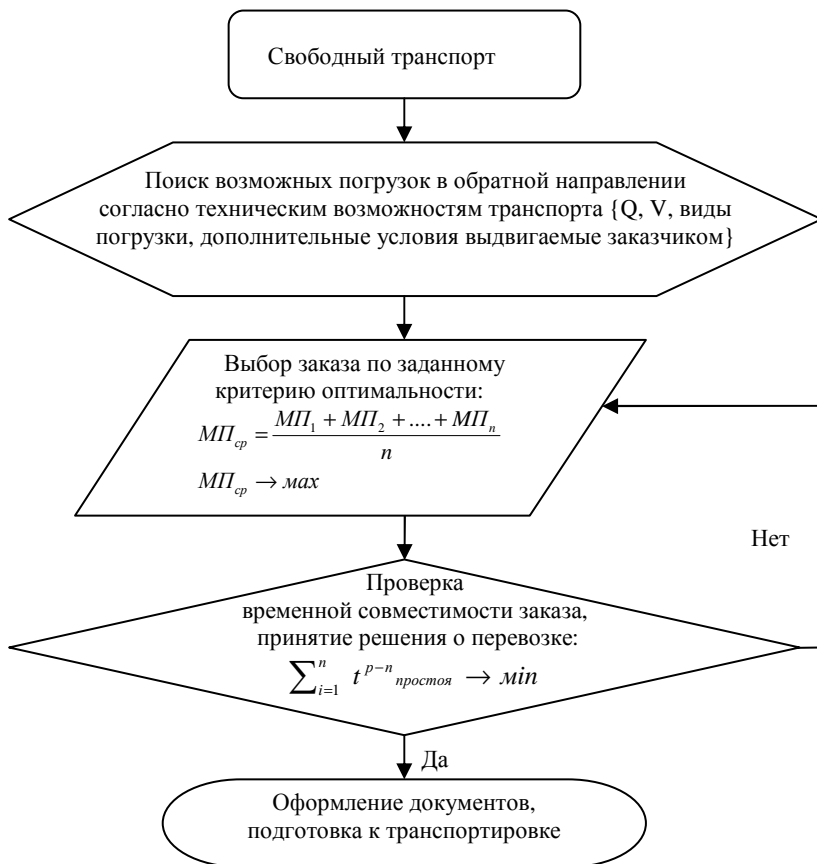 Свободный транспорт
Поиск возможных погрузок в обратной направлении
согласно техническим возможностям транспорта {Q, V, виды
погрузки, дополнительные условия выдвигаемые заказчиком}
Выбор заказа по заданному
критерию оптимальности:
МП_ср = (МП_1 + МП_2 + .... + МП_n) / n
МП_ср → мах
Нет
Проверка
временной совместимости заказа,
принятие решения о перевозке:
∑_{i=1}^{n} t^{p−n}_{простоя} → мin
Да
Оформление документов,
подготовка к транспортировке